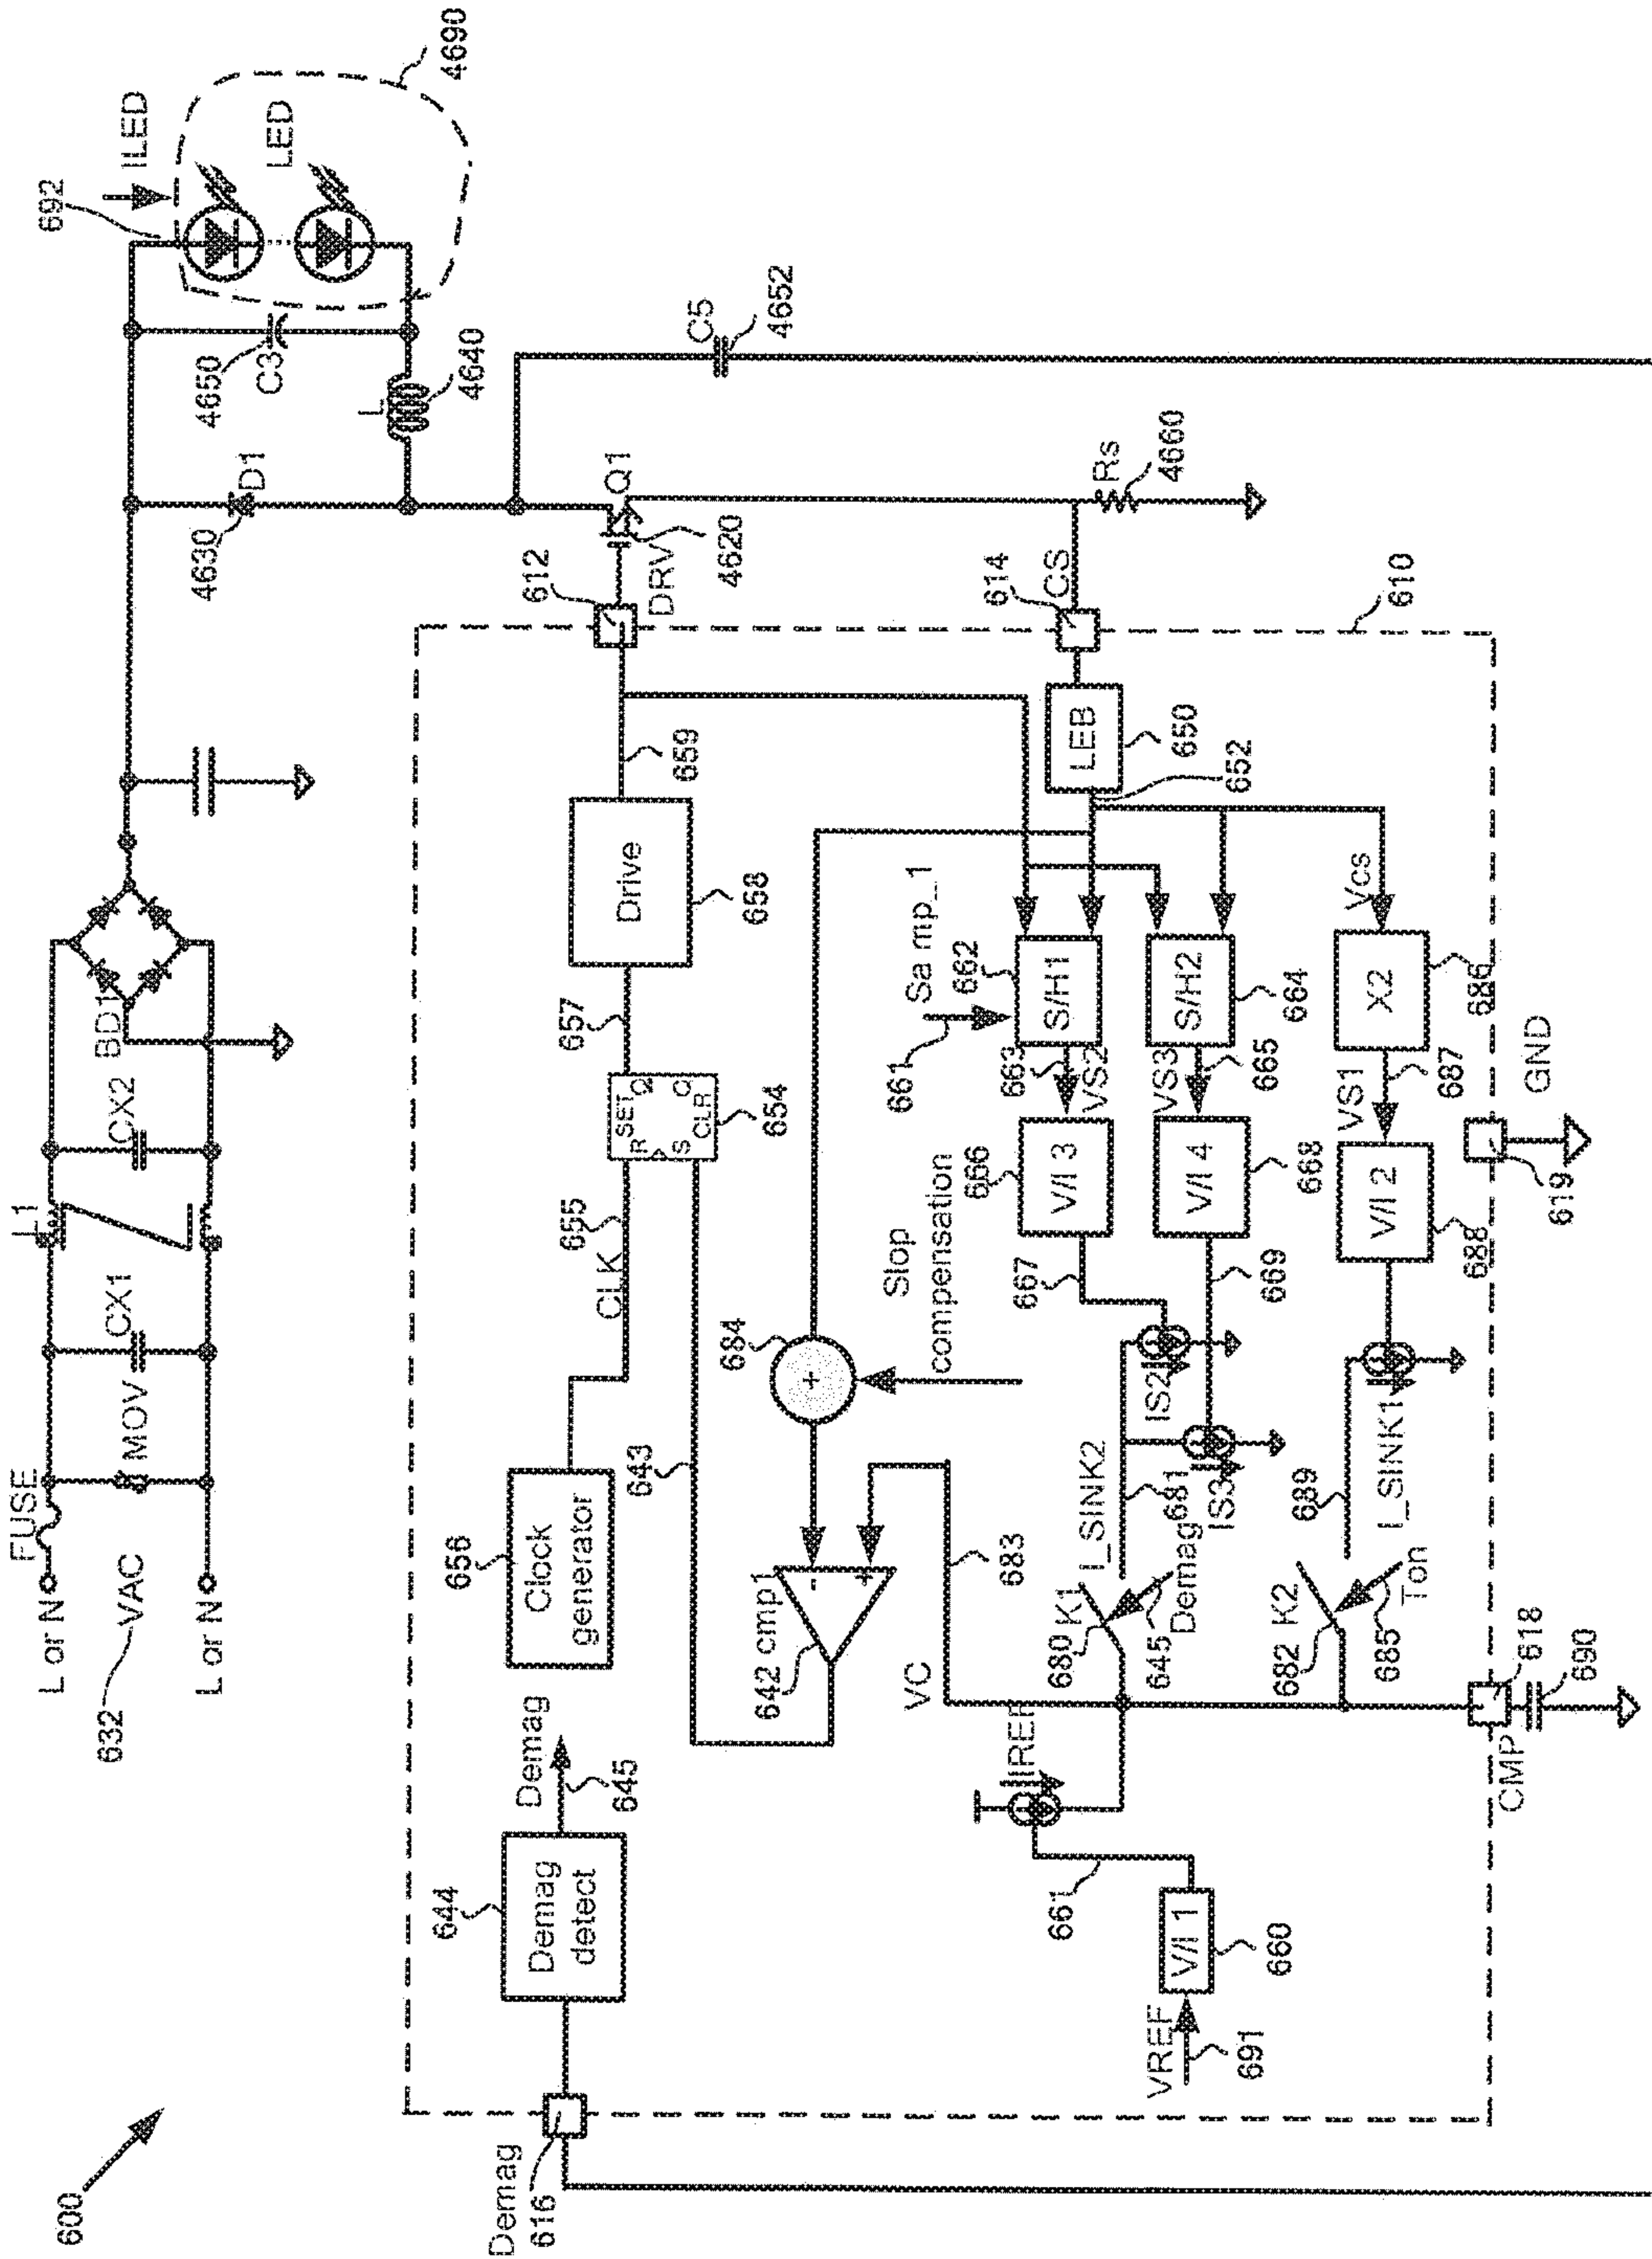 600
L or N
FUSE
632
VAC
L or N
MOV
CX1
L1
CX2
BD1
4630
D1
4650
C3
L
4640
692
ILED
LED
4690
C5
4652
Q1
4620
DRV
612
Rs
4660
CS
614
610
Demag
616
644
Demag
detect
Demag
645
656
Clock
generator
CLK
655
R
SET
Q
S
CLR
Q
654
657
Drive
658
659
643
642
cmp1
-
+
684
+
Slop
compensation
LEB
650
652
661
Sa mp_1
662
S/H1
663
VS2
666
V/I 3
667
S/H2
664
VS3
665
V/I 4
668
669
Vcs
X2
686
VS1
687
V/I 2
688
IS2
IS3
I_SINK2
681
680
K1
645
Demag
683
VC
I_SINK1
689
682
K2
685
Ton
IREF
661
V/I 1
660
VREF
691
CMP
618
690
619
GND